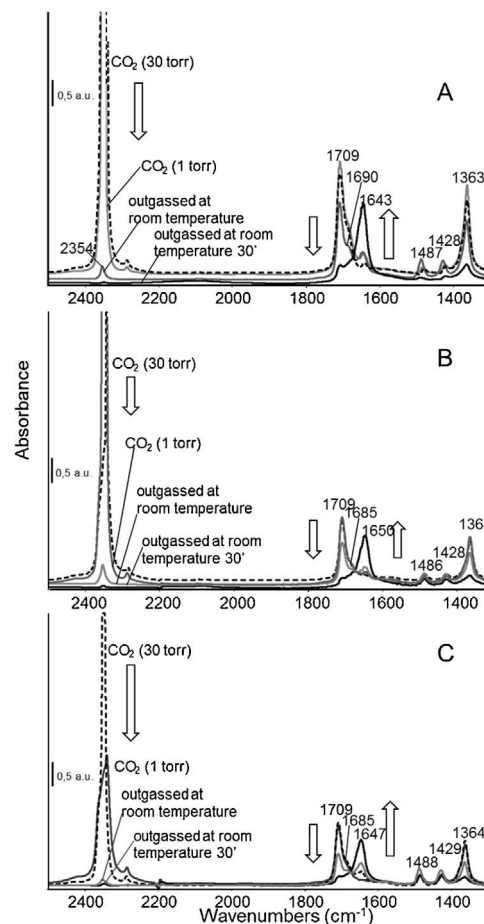 CO2 (30 torr)
0,5 a.u.
A
CO2 (1 torr)
1709
1690
1643
1363
outgassed at
room temperature
2354
outgassed at room
temperature 30'
1487
1428
2400 2200 2000 1800 1600 1400
CO2 (30 torr)
B
0,5 a.u.
CO2 (1 torr)
outgassed at
room temperature
outgassed at room
temperature 30'
1709
1685
1650
1486
1428
136
2400 2200 2000 1800 1600 1400
CO2 (30 torr)
C
0,5 a.u.
CO2 (1 torr)
outgassed at
room temperature
outgassed at room
temperature 30'
1709
1685
1647
1488
1429
1364
2400 2200 2000 1800 1600 1400
Absorbance
Wavenumbers (cm-1)